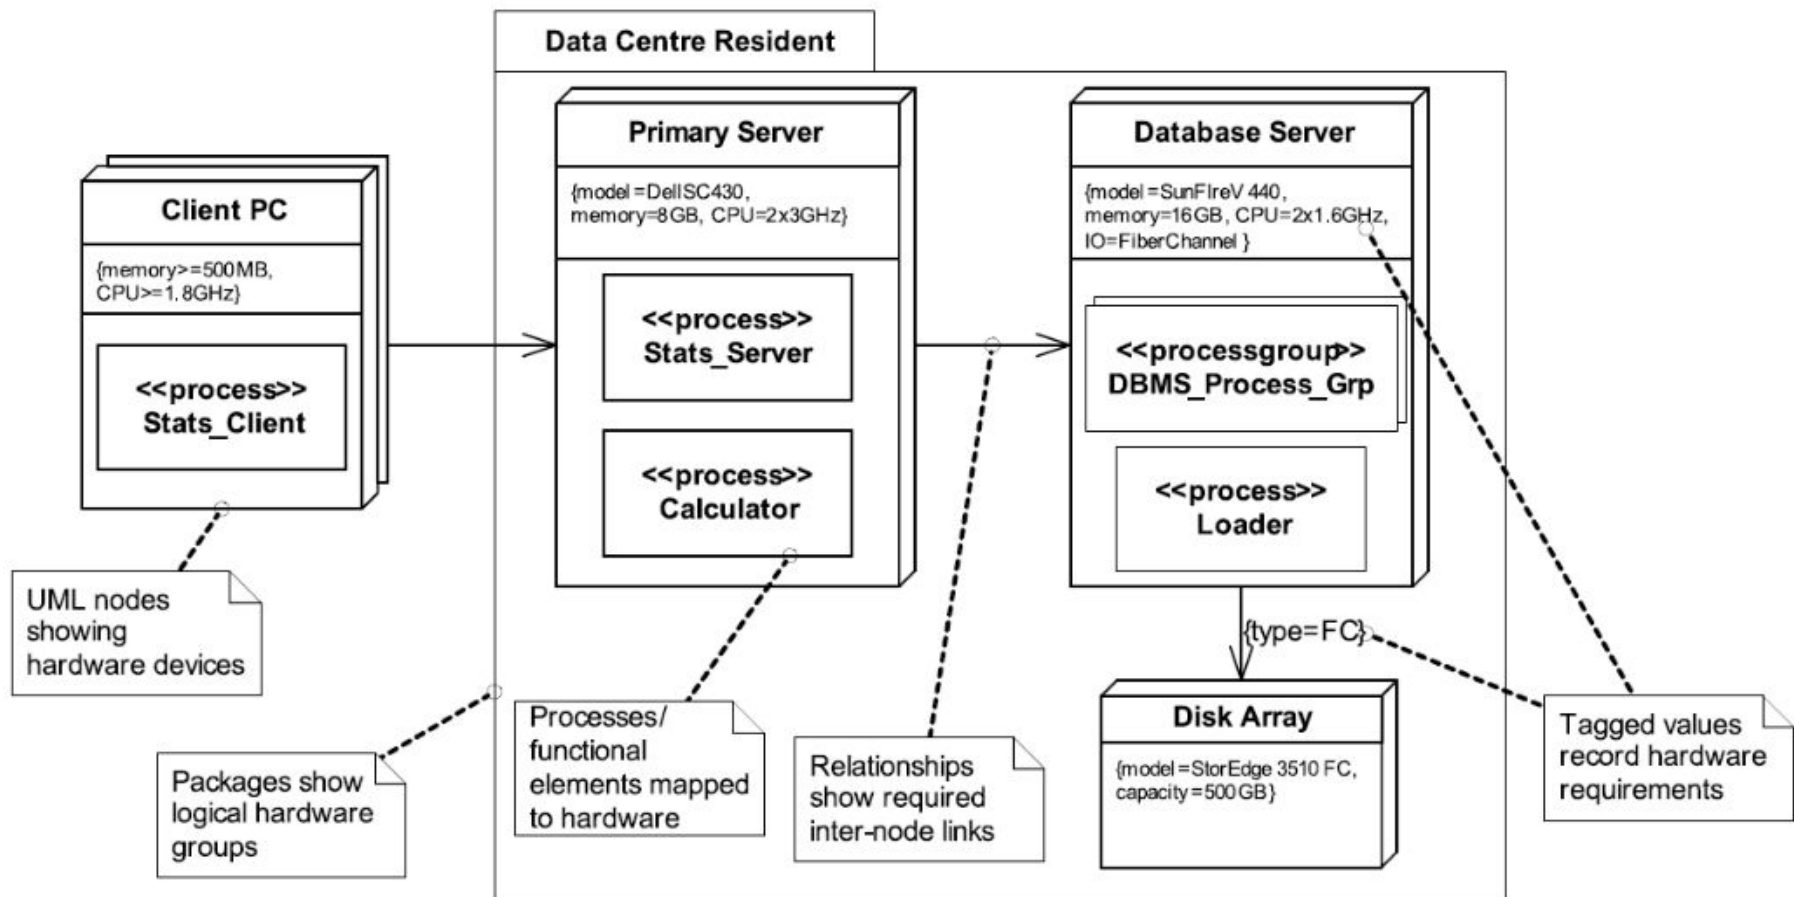 Data Centre Resident
Client PC
{memory>=500MB,
CPU>=1.8GHz}
<<process>>
Stats_Client
Primary Server
{model=DellSC430,
memory=8GB, CPU=2x3GHz}
<<process>>
Stats_Server
<<process>>
Calculator
Database Server
{model=SunFIreV440,
memory=16GB, CPU=2x1.6GHz,
IO=FiberChannel }
<<processgroup>>
DBMS_Process_Grp
<<process>>
Loader
{type=FC}
Disk Array
{model=StorEdge 3510 FC,
capacity=500GB}
UML nodes
showing
hardware devices
Packages show
logical hardware
groups
Processes/
functional
elements mapped
to hardware
Relationships
show required
inter-node links
Tagged values
record hardware
requirements